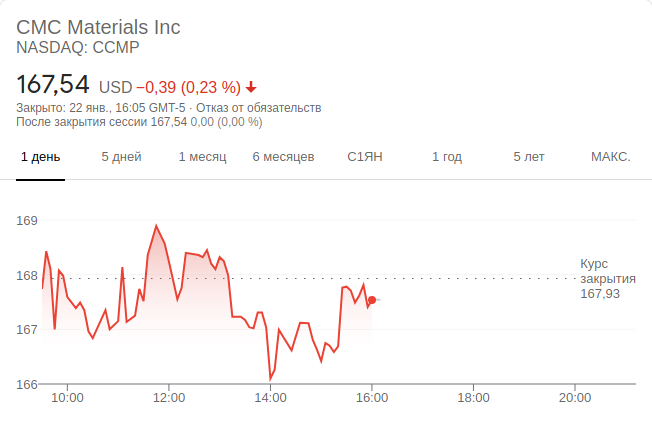 CMC Materials Inc
NASDAQ: CCMP
167,54 USD −0,39 (0,23 %)
Закрыто: 22 янв., 16:05 GMT-5 · Отказ от обязательств
После закрытия сессии 167,54 0,00 (0,00 %)
1 день 5 дней 1 месяц 6 месяцев С1ЯН 1 год 5 лет МАКС.
169
168
167
166
Курс
закрытия
167,93
10:00 12:00 14:00 16:00 18:00 20:00